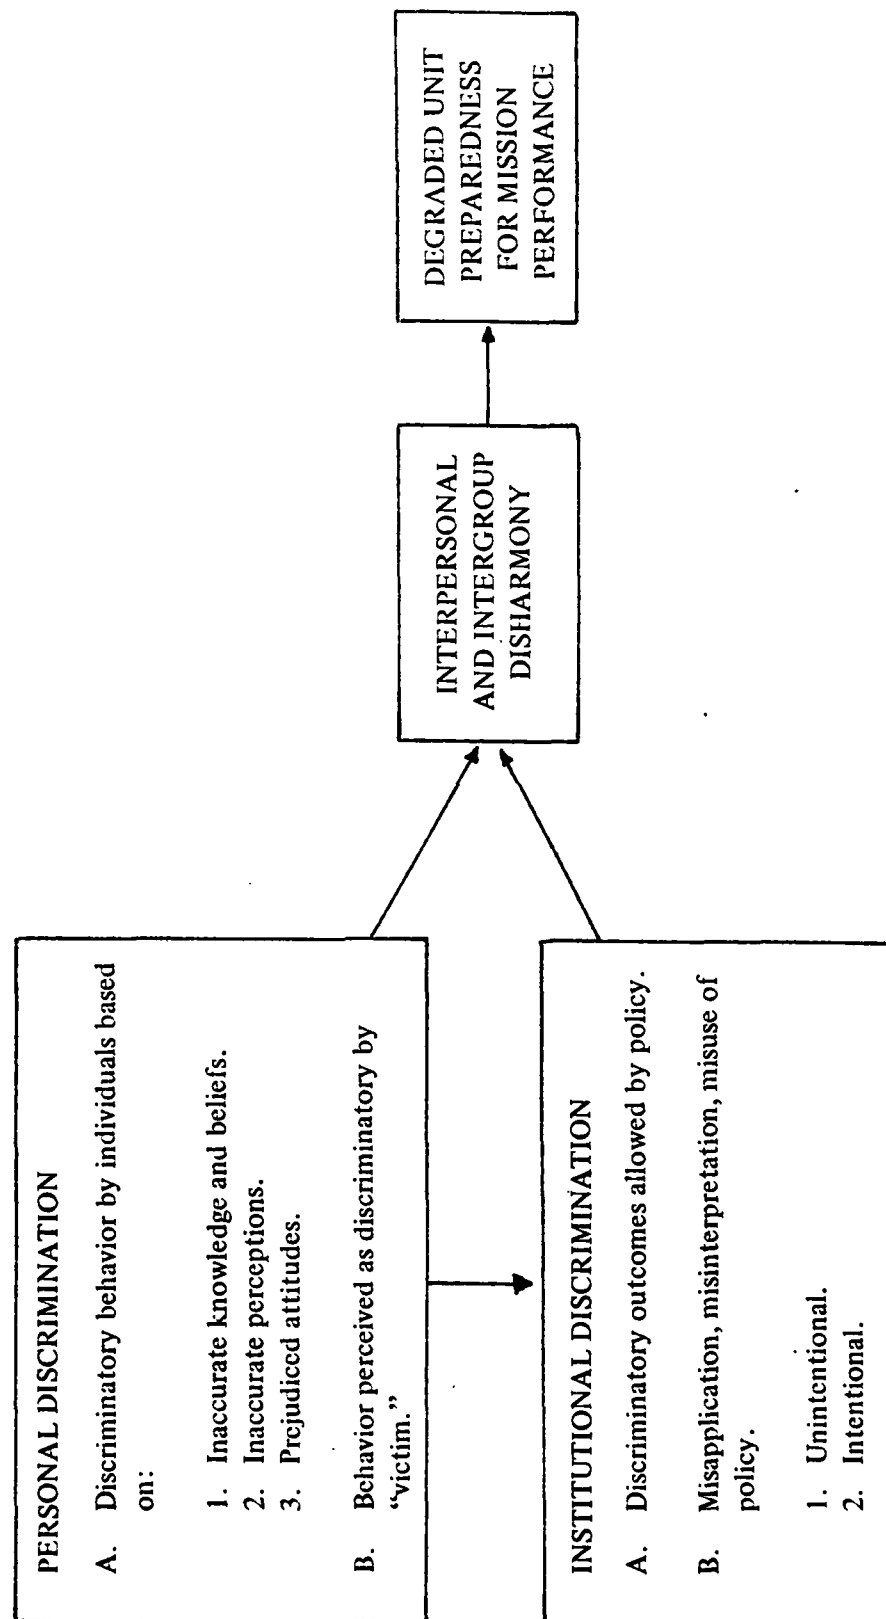 PERSONAL DISCRIMINATION
A. Discriminatory behavior by individuals based
on:
1. Inaccurate knowledge and beliefs.
2. Inaccurate perceptions.
3. Prejudiced attitudes.
B. Behavior perceived as discriminatory by
“victim.”
INSTITUTIONAL DISCRIMINATION
A. Discriminatory outcomes allowed by policy.
B. Misapplication, misinterpretation, misuse of
policy.
1. Unintentional.
2. Intentional.
INTERPERSONAL
AND INTERGROUP
DISHARMONY
DEGRADED UNIT
PREPAREDNESS
FOR MISSION
PERFORMANCE